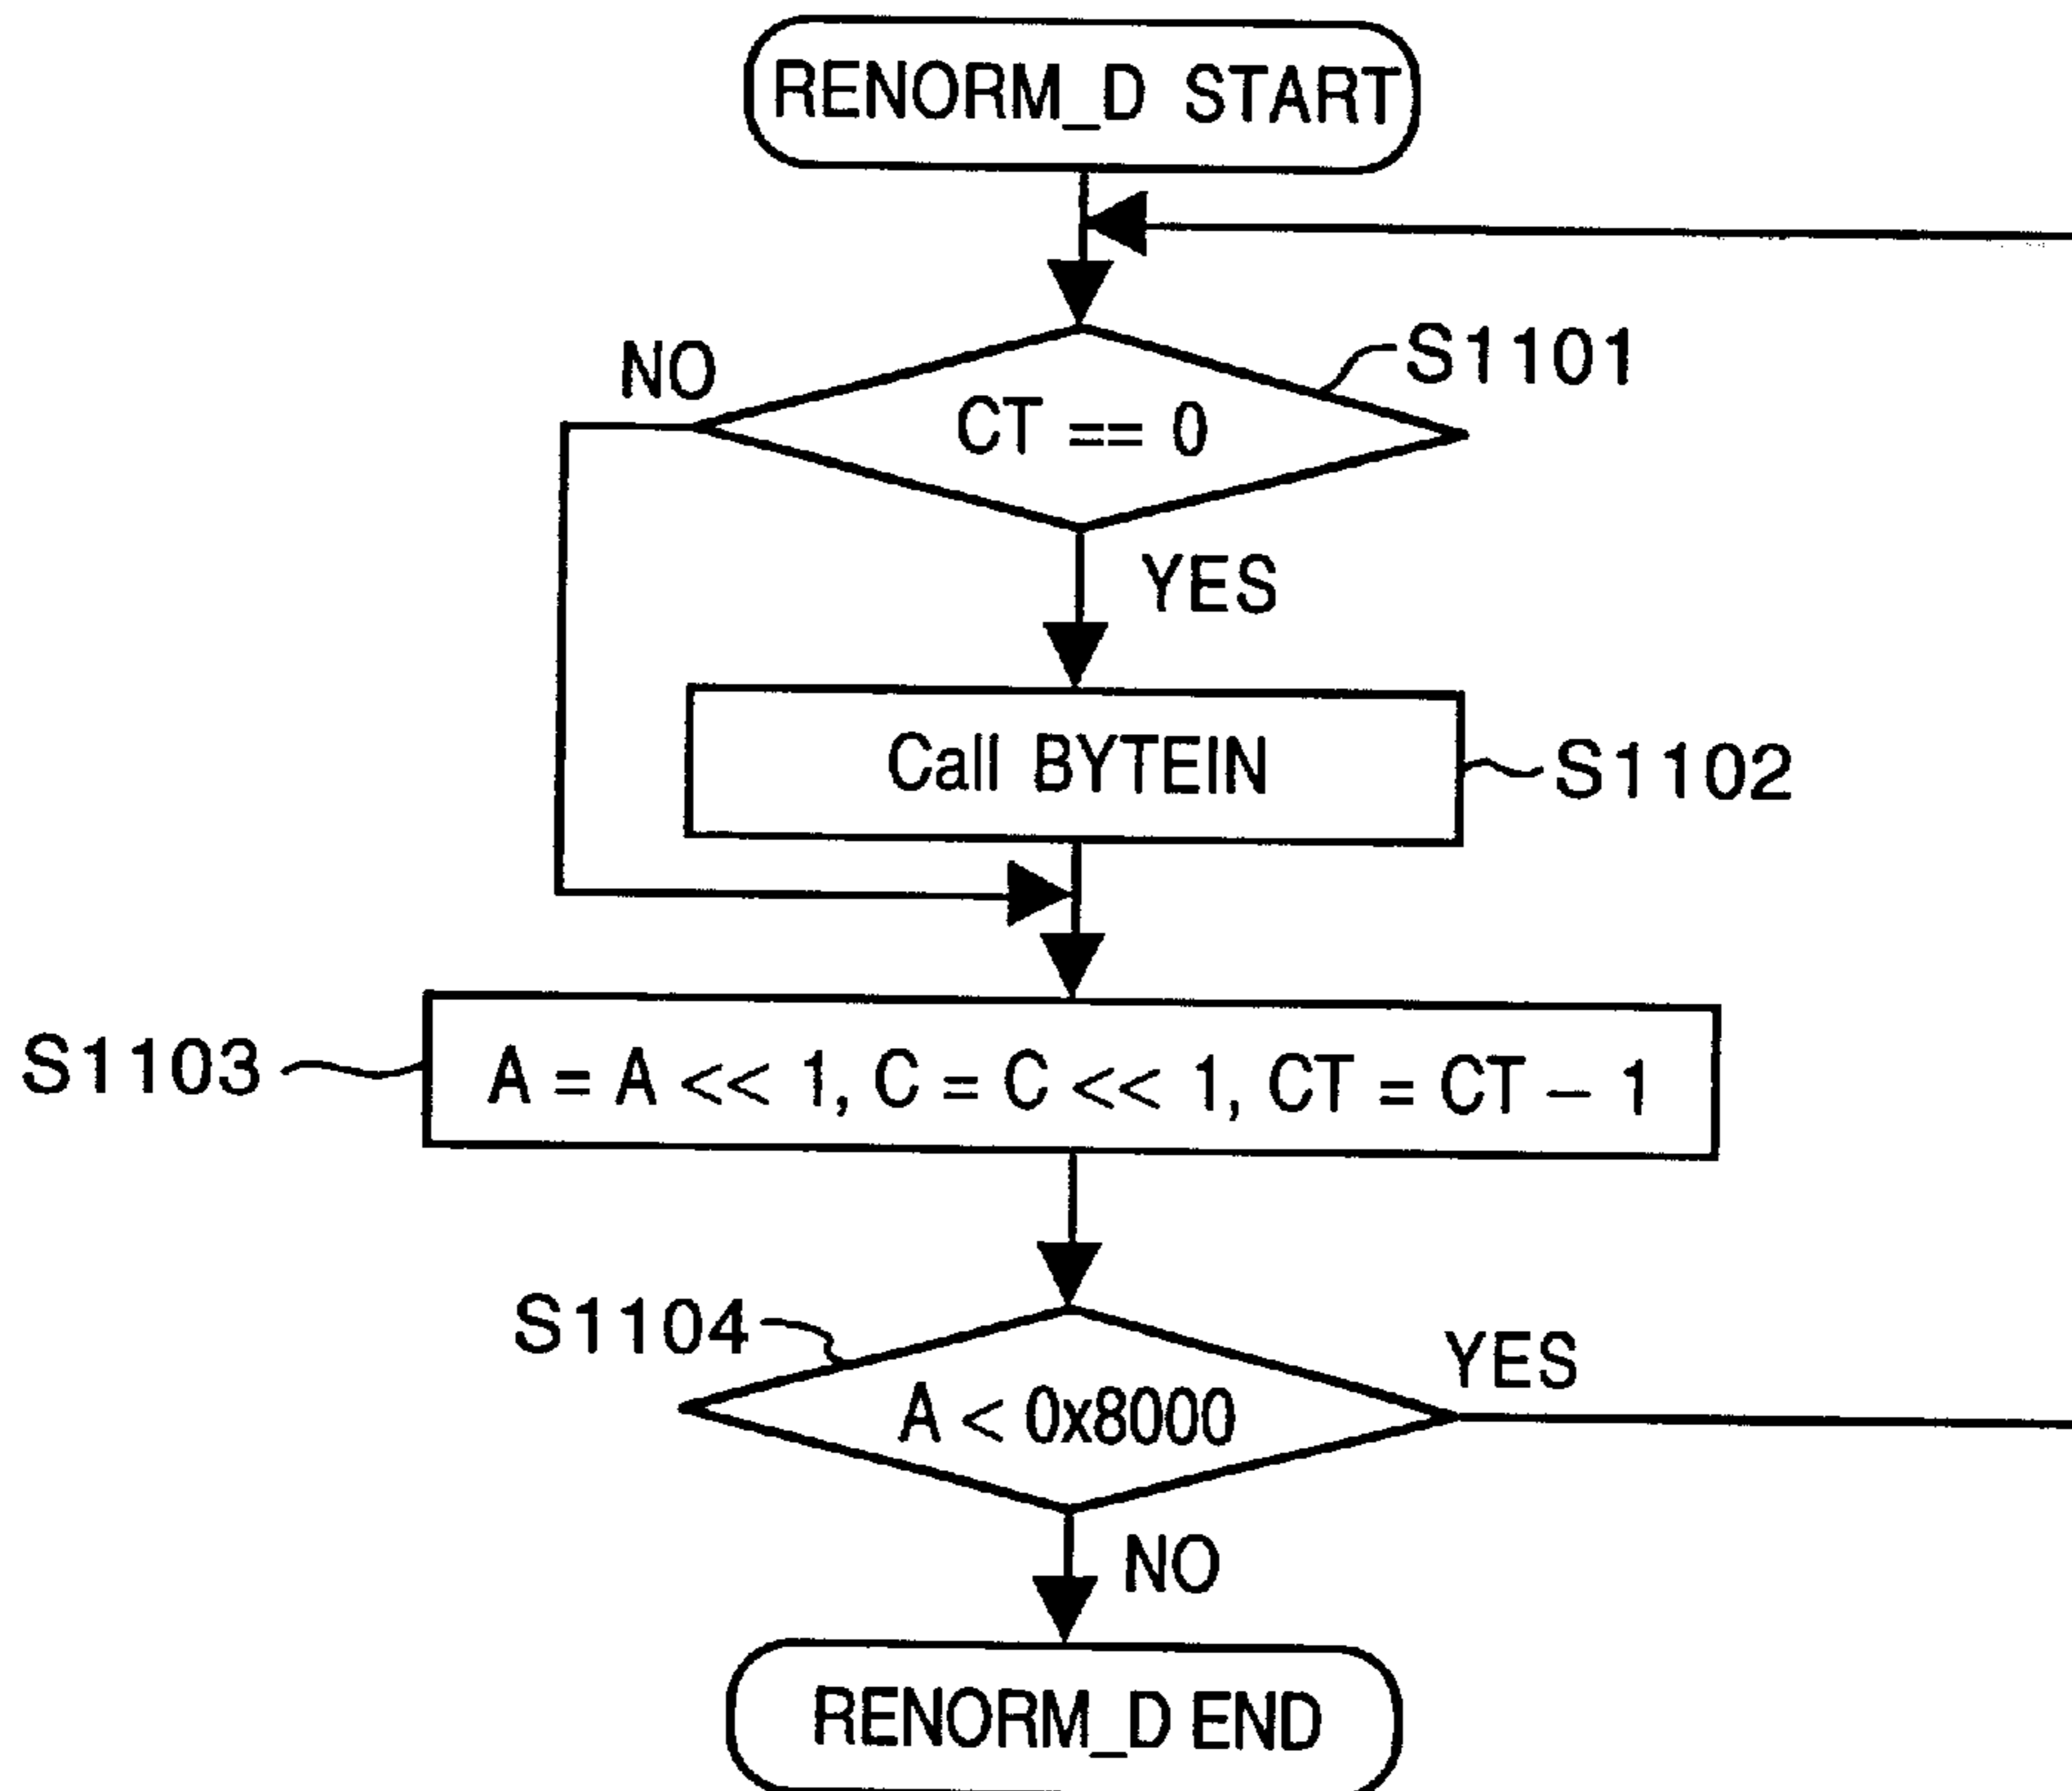 RENORM_D START
NO
S1101
CT == 0
YES
Call BYTEIN
S1102
S1103
A = A << 1, C = C << 1, CT = CT – 1
S1104
YES
A < 0x8000
NO
RENORM_D END